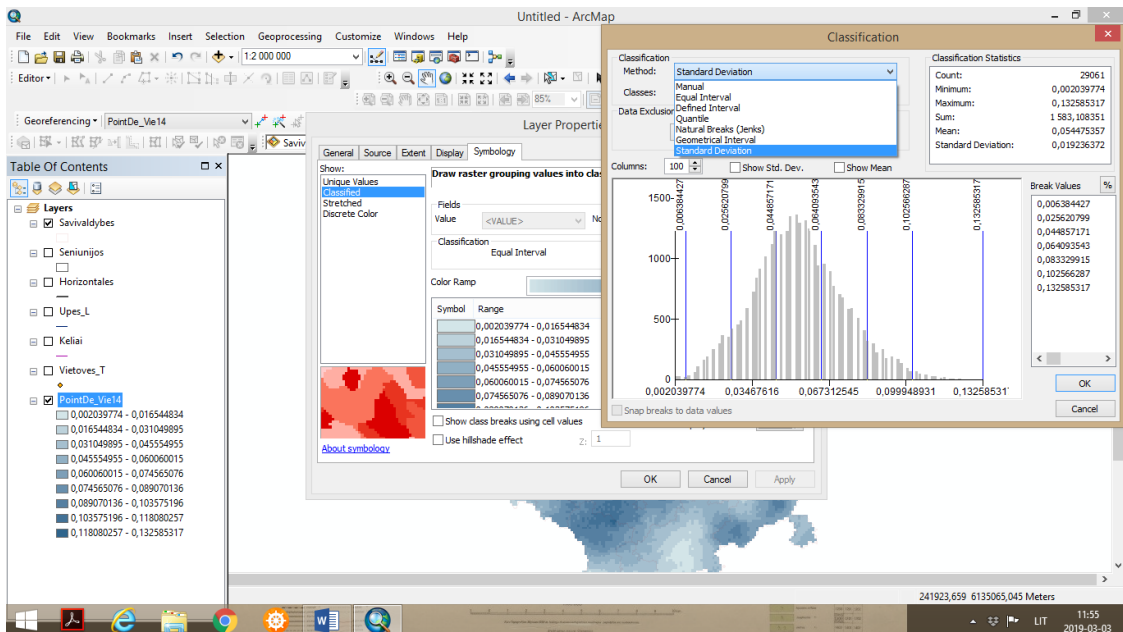 Untitled - ArcMap
File Edit View Bookmarks Insert Selection Geoprocessing Customize Windows Help
1:2 000 000
Editor
85%
Georeferencing
PointDe_Vie14
Saviv
Table Of Contents
Layers
Savivaldybes
Seniunijos
Horizontales
Upes_L
Keliai
Vietoves_T
PointDe_Vie14
0,002039774 - 0,016544834
0,016544834 - 0,031049895
0,031049895 - 0,045554955
0,045554955 - 0,060060015
0,060060015 - 0,074565076
0,074565076 - 0,089070136
0,089070136 - 0,103575196
0,103575196 - 0,118080257
0,118080257 - 0,132585317
Layer Propertie
General Source Extent Display Symbology
Show:
Unique Values
Classified
Stretched
Discrete Color
About symbology
Draw raster grouping values into clas
Fields
Value <VALUE> No
Classification
Equal Interval
Color Ramp
Symbol Range
0,002039774 - 0,016544834
0,016544834 - 0,031049895
0,031049895 - 0,045554955
0,045554955 - 0,060060015
0,060060015 - 0,074565076
0,074565076 - 0,089070136
Show class breaks using cell values
Use hillshade effect Z: 1
OK Cancel Apply
Classification
Classification
Method: Standard Deviation
Classes:
Manual
Equal Interval
Defined Interval
Quantile
Natural Breaks (Jenks)
Geometrical Interval
Standard Deviation
Data Exclusion
Classification Statistics
Count: 29061
Minimum: 0,002039774
Maximum: 0,132585317
Sum: 1 583,108351
Mean: 0,054475357
Standard Deviation: 0,019236372
Columns: 100 Show Std. Dev. Show Mean
0,006384427
0,025620799
0,044857171
0,064093543
0,083329915
0,102566287
0,132585317
1500
1000
500
0
0,002039774 0,03467616 0,067312545 0,099948931 0,132585317
Snap breaks to data values
Break Values %
0,006384427
0,025620799
0,044857171
0,064093543
0,083329915
0,102566287
0,132585317
OK
Cancel
241923,659 6135065,045 Meters
LIT
11:55
2019-03-03